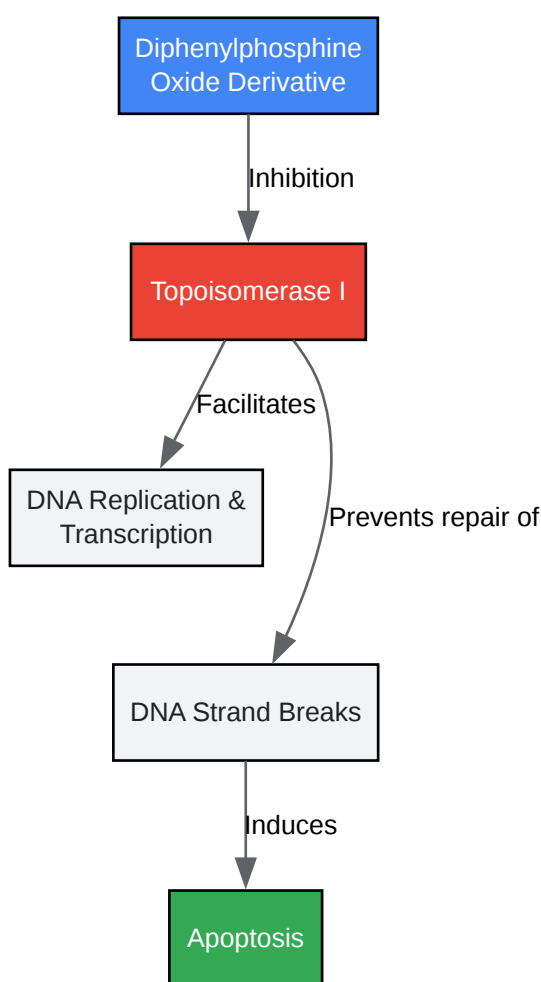 Diphenylphosphine
Oxide Derivative
Inhibition
Topoisomerase I
Facilitates
DNA Replication &
Transcription
Prevents repair of
DNA Strand Breaks
Induces
Apoptosis